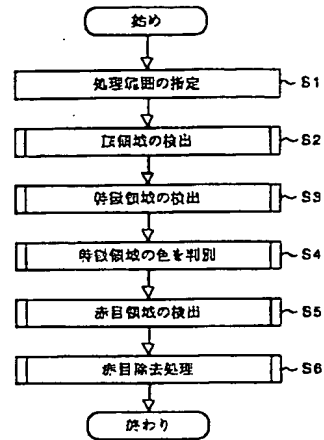 始め
処理範囲の指定 S1
顔領域の検出 S2
特徴領域の検出 S3
特徴領域の色を判別 S4
赤目領域の検出 S5
赤目除去処理 S6
終わり